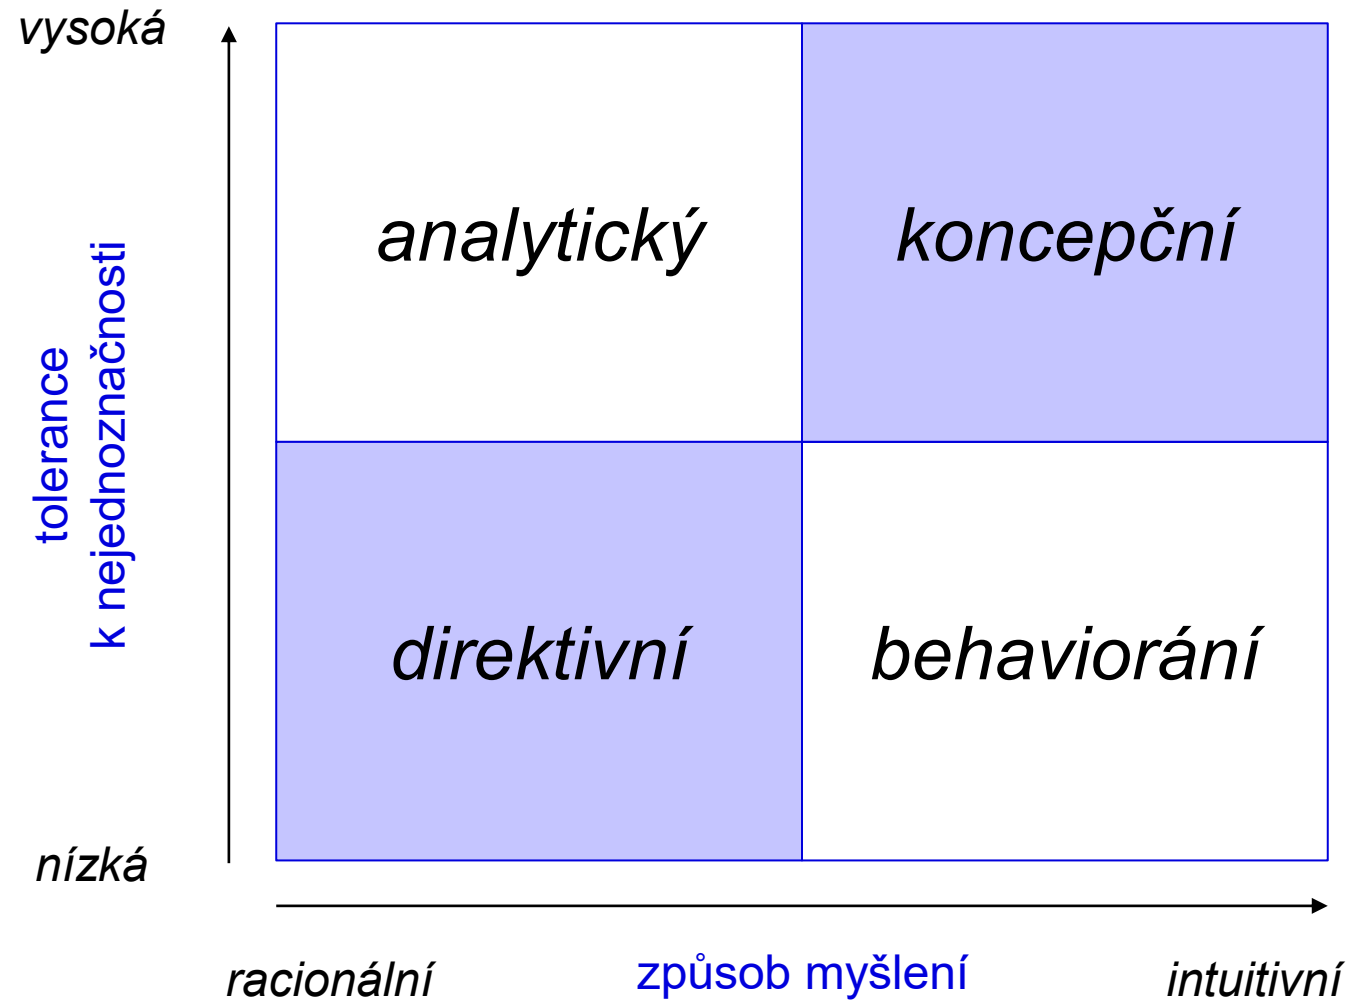 vysoká
analytický
koncepční
tolerance
k nejednoznačnosti
direktivní
behaviorání
nízká
racionální
způsob myšlení
intuitivní